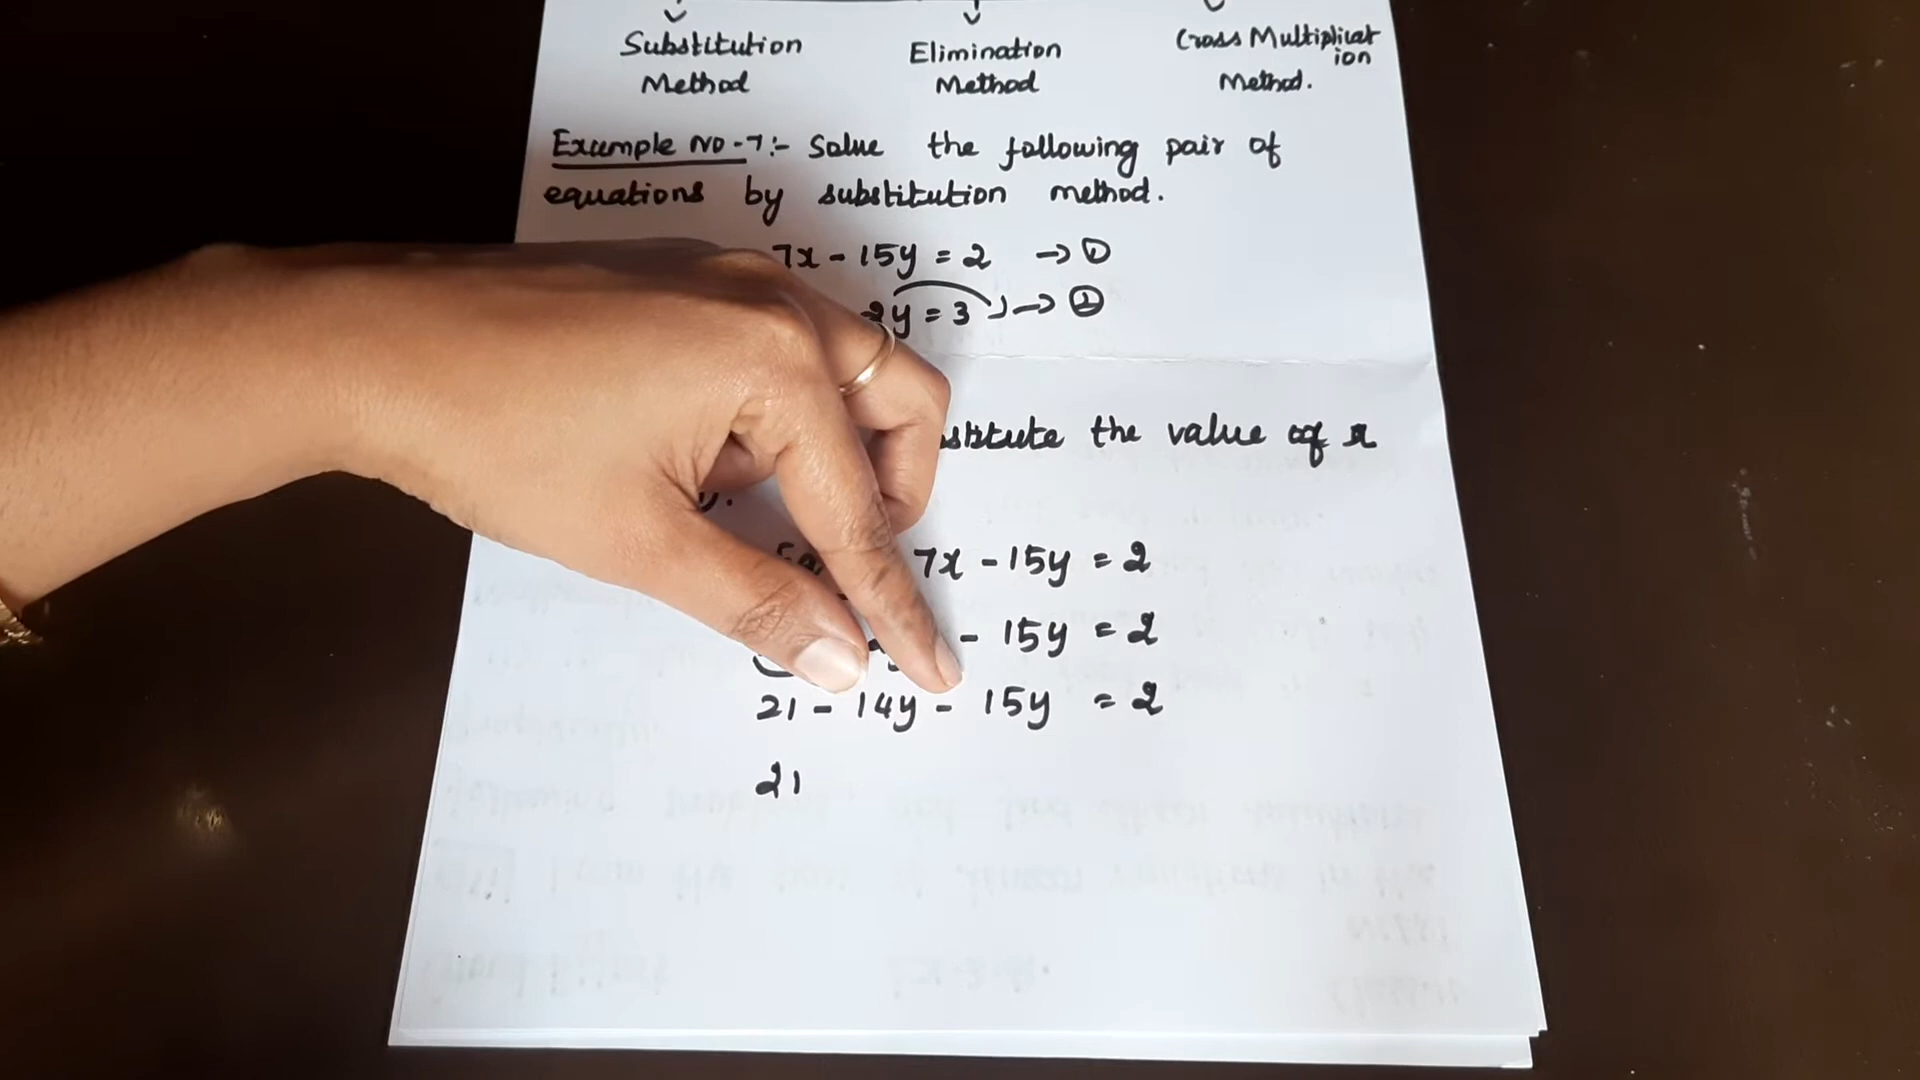 Substitution Elimination Cross Multiplication
Method Method Method.
Example NO-7:- Solve the following pair of
equations by substitution method.
7x - 15y = 2 → ①
2y = 3 → ②
the value of x
7x - 15y = 2
- 15y = 2
21 - 14y - 15y = 2
21